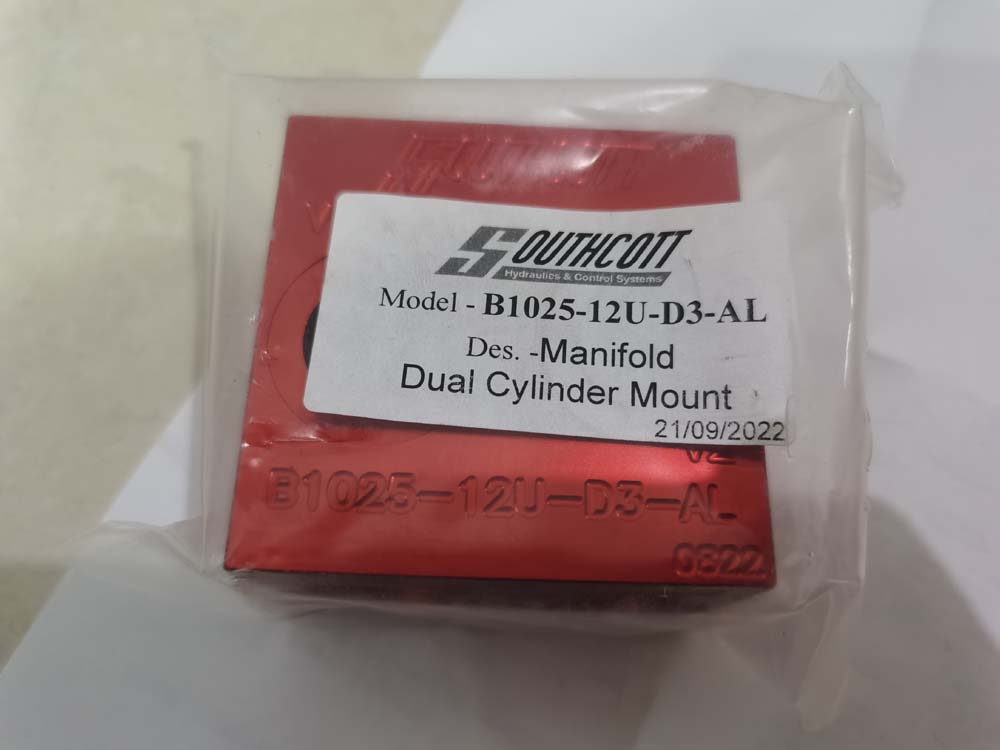 SOUTHCOTT
V
SOUTHCOTT
Hydraulics & Control Systems
Model - B1025-12U-D3-AL
Des. -Manifold
Dual Cylinder Mount
21/09/2022
V2
B1025-12U-D3-AL
0822